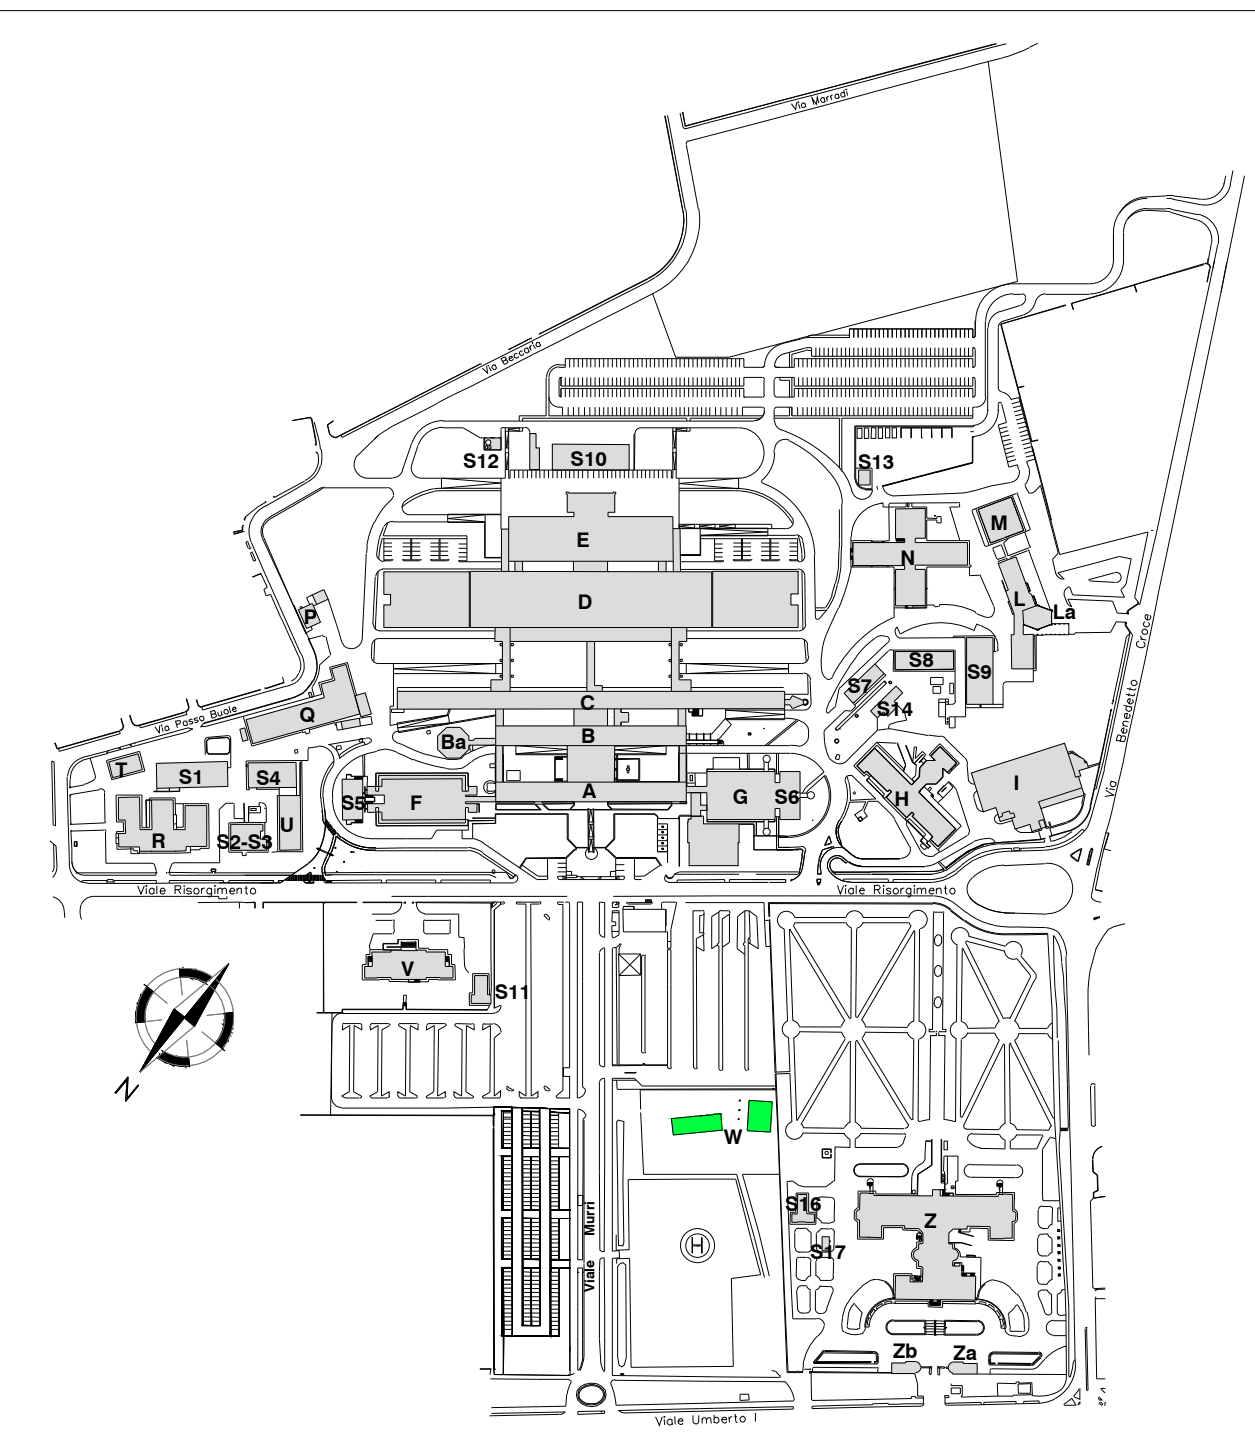 Via Marradi
Via Beccaria
S12
S10
S13
E
M
N
D
P
L
La
S8
S9
S7
S14
C
Q
Via Passo Buole
B
Ba
Via Benedetto Croce
T
S1
S4
A
S5
F
G
S6
H
I
R
S2-S3
U
Viale Risorgimento
Viale Risorgimento
V
S11
N
W
S16
Z
S17
H
Viale Murri
Zb
Za
Viale Umberto I